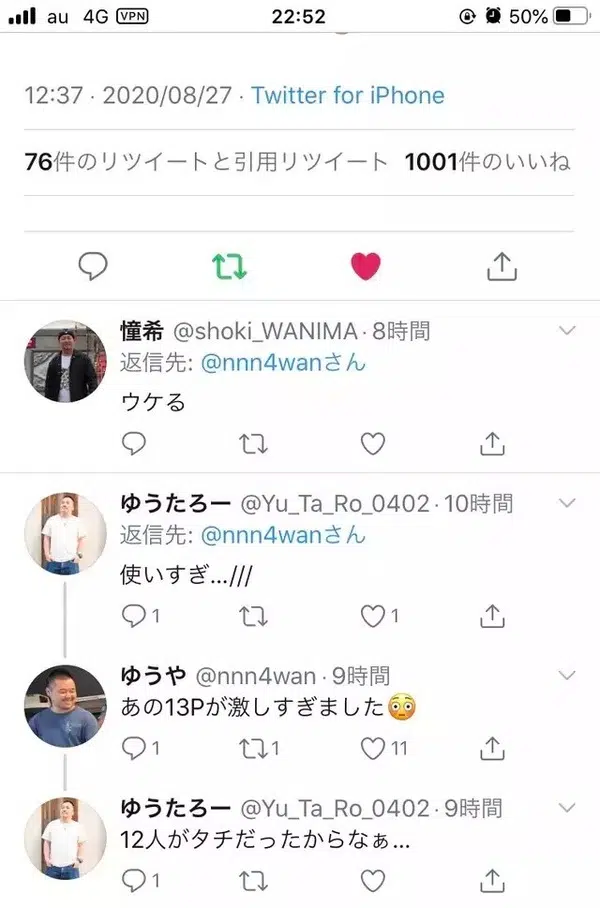 au 4G VPN 22:52 50%
12:37 · 2020/08/27 · Twitter for iPhone
76件のリツイートと引用リツイート 1001件のいいね
憧希 @shoki_WANIMA · 8時間
返信先: @nnn4wanさん
ウケる
ゆうたろー @Yu_Ta_Ro_0402 · 10時間
返信先: @nnn4wanさん
使いすぎ...///
1 1
ゆうや @nnn4wan · 9時間
あの13Pが激しすぎました😳
1 1 11
ゆうたろー @Yu_Ta_Ro_0402 · 9時間
12人がタチだったからなぁ...
1